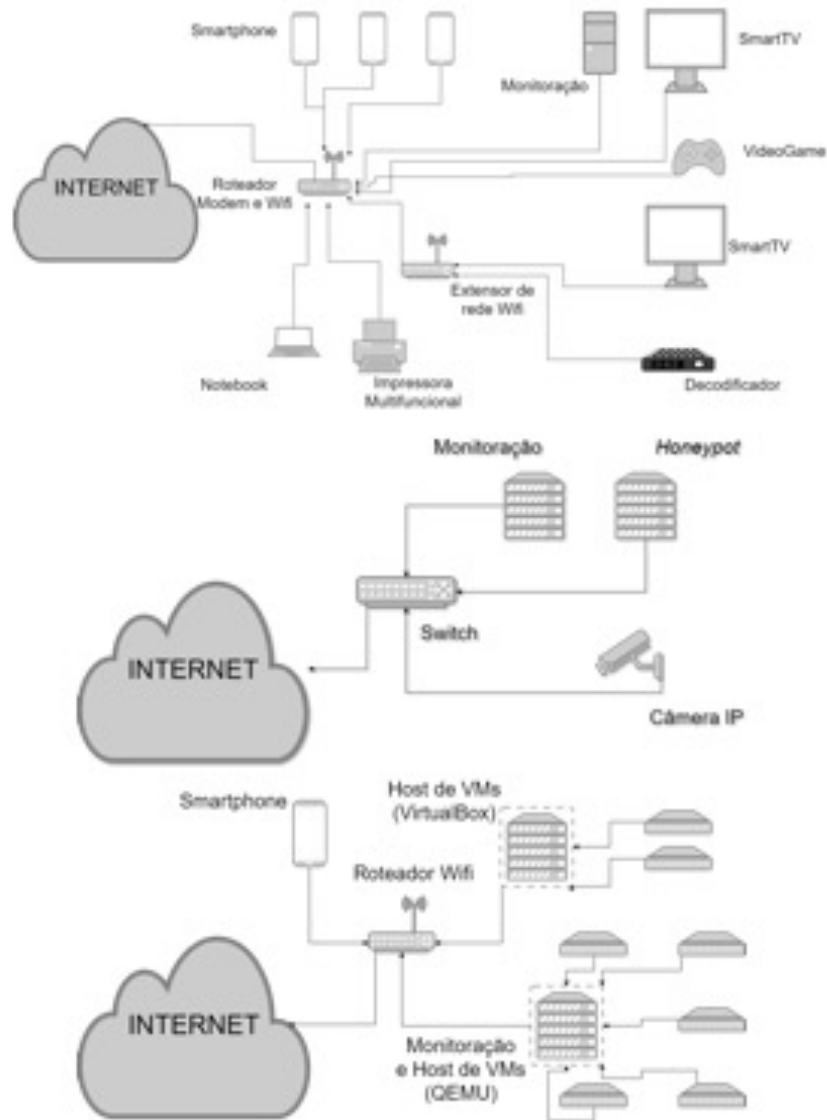 Smartphone
SmartTV
Monitoração
INTERNET
Roteador
Modem e Wifi
VideoGame
SmartTV
Extensor de
rede Wifi
Notebook
Impressora
Multifuncional
Decodificador
Monitoração
Honeypot
INTERNET
Switch
Câmera IP
Host de VMs
(VirtualBox)
Smartphone
Roteador Wifi
INTERNET
Monitoração
e Host de VMs
(QEMU)